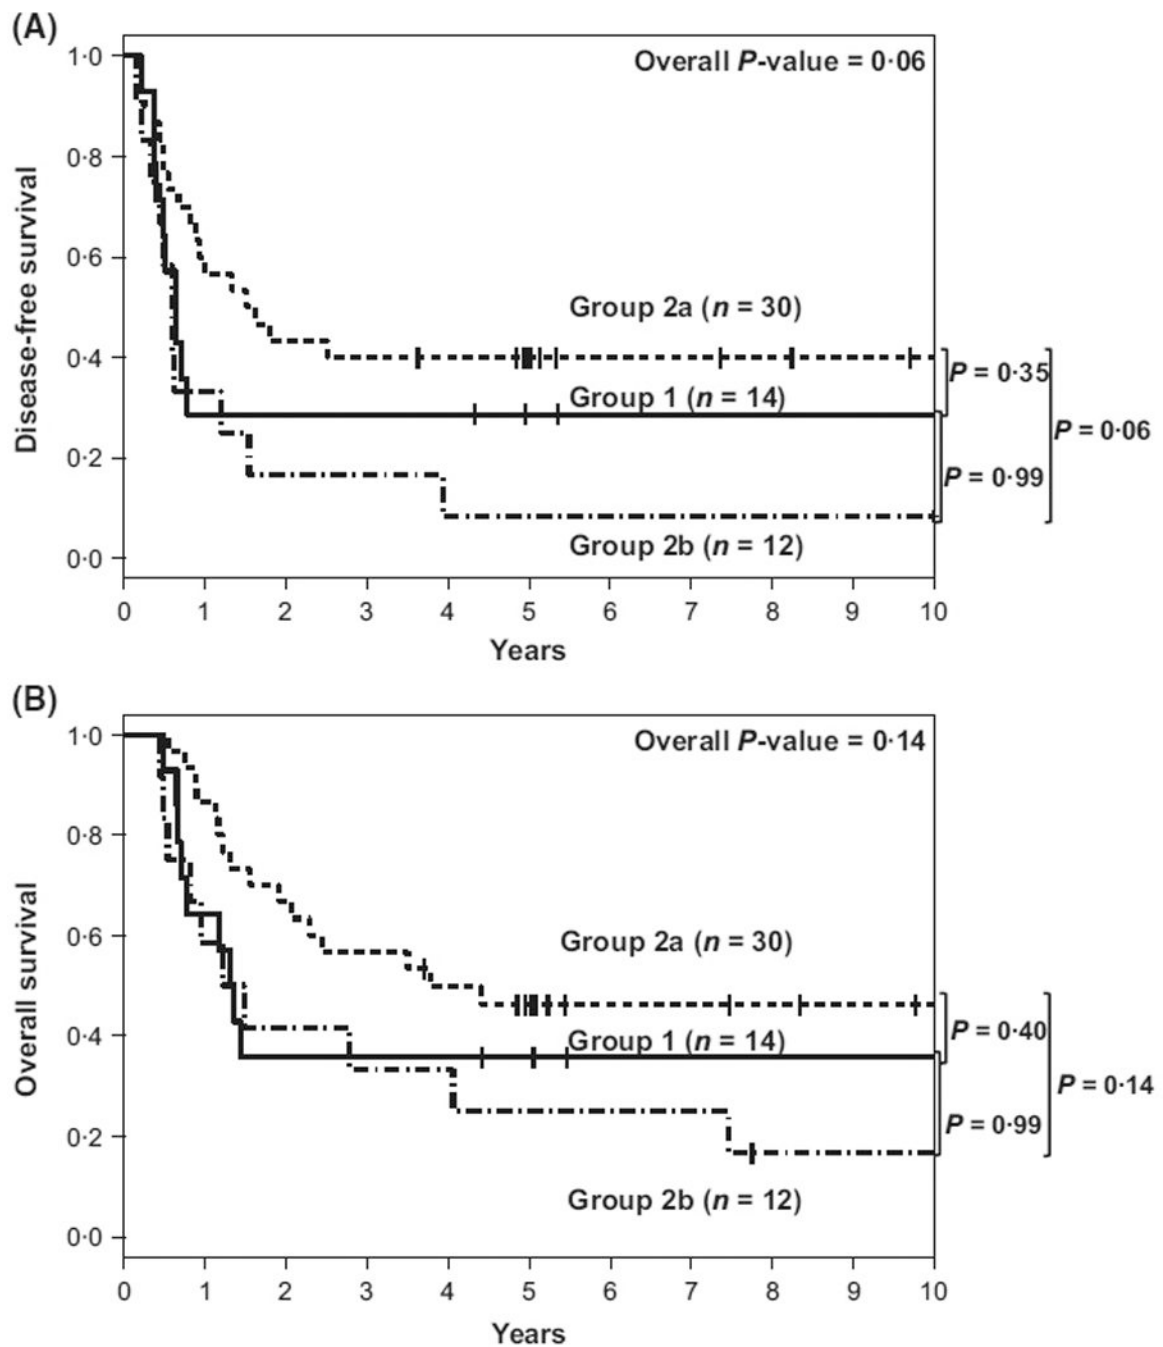 (A)
Overall P-value = 0·06
1·0
0·8
0·6
0·4
0·2
0·0
Disease-free survival
Group 2a (n = 30)
Group 1 (n = 14)
Group 2b (n = 12)
P = 0·35
P = 0·06
P = 0·99
0 1 2 3 4 5 6 7 8 9 10
Years
(B)
Overall P-value = 0·14
1·0
0·8
0·6
0·4
0·2
0·0
Overall survival
Group 2a (n = 30)
Group 1 (n = 14)
Group 2b (n = 12)
P = 0·40
P = 0·14
P = 0·99
0 1 2 3 4 5 6 7 8 9 10
Years